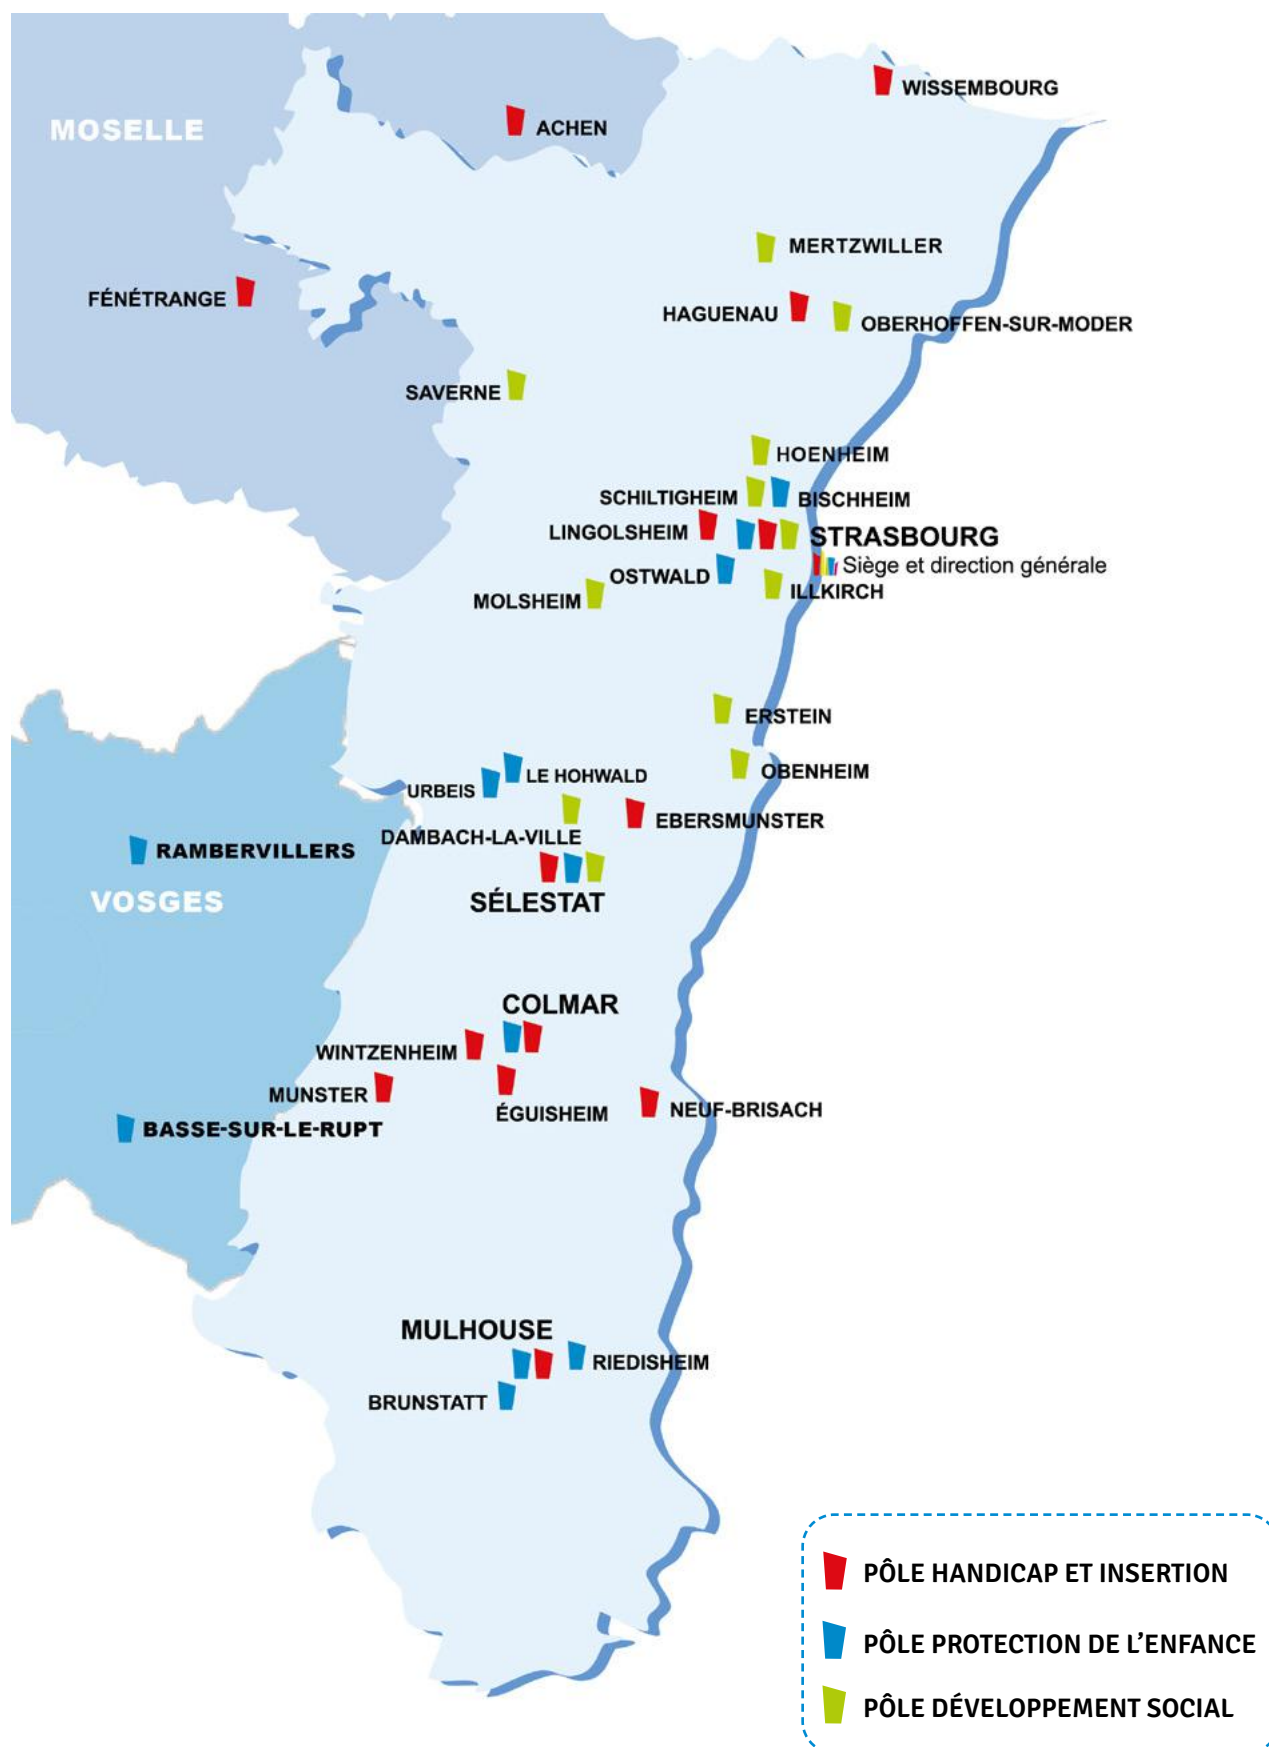 WISSEMBOURG
ACHEN
MOSELLE
MERTZWILLER
FÉNÉTRANGE
HAGUENAU
OBERHOFFEN-SUR-MODER
SAVERNE
HOENHEIM
SCHILTIGHEIM
BISCHHEIM
LINGOLSHEIM
STRASBOURG
Siège et direction générale
OSTWALD
ILLKIRCH
MOLSHEIM
ERSTEIN
OBENHEIM
LE HOHWALD
URBEIS
EBERSMUNSTER
DAMBACH-LA-VILLE
RAMBERVILLERS
VOSGES
SÉLESTAT
COLMAR
WINTZENHEIM
MUNSTER
ÉGUISHEIM
NEUF-BRISACH
BASSE-SUR-LE-RUPT
MULHOUSE
RIEDISHEIM
BRUNSTATT
PÔLE HANDICAP ET INSERTION
PÔLE PROTECTION DE L’ENFANCE
PÔLE DÉVELOPPEMENT SOCIAL